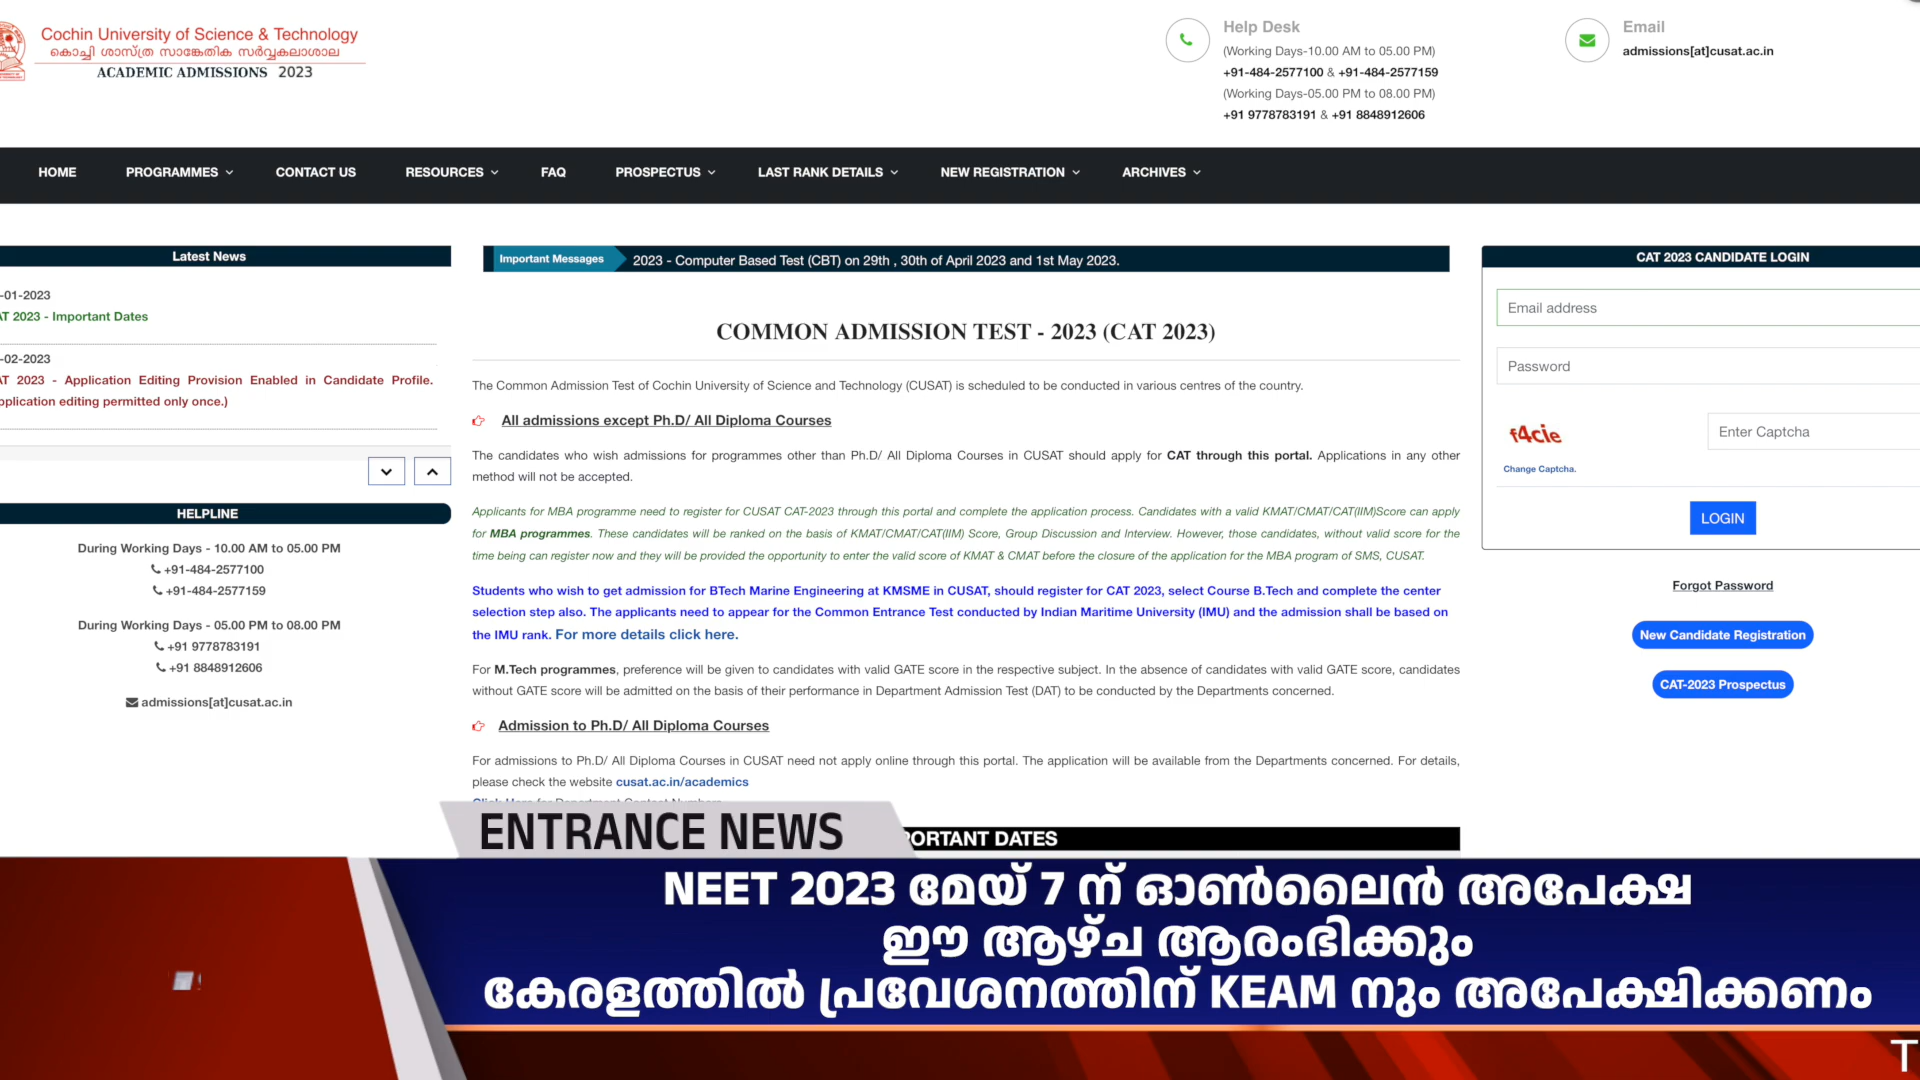 Cochin University of Science & Technology
കൊച്ചി ശാസ്ത്ര സാങ്കേതിക സർവ്വകലാശാല
ACADEMIC ADMISSIONS 2023
Help Desk
(Working Days-10.00 AM to 05.00 PM)
+91-484-2577100 & +91-484-2577159
(Working Days-05.00 PM to 08.00 PM)
+91 9778783191 & +91 8848912606
Email
admissions[at]cusat.ac.in
HOME PROGRAMMES CONTACT US RESOURCES FAQ PROSPECTUS LAST RANK DETAILS NEW REGISTRATION ARCHIVES
Latest News
-01-2023
AT 2023 - Important Dates
-02-2023
AT 2023 - Application Editing Provision Enabled in Candidate Profile.
pplication editing permitted only once.)
HELPLINE
During Working Days - 10.00 AM to 05.00 PM
+91-484-2577100
+91-484-2577159
During Working Days - 05.00 PM to 08.00 PM
+91 9778783191
+91 8848912606
admissions[at]cusat.ac.in
Important Messages 2023 - Computer Based Test (CBT) on 29th , 30th of April 2023 and 1st May 2023.
COMMON ADMISSION TEST - 2023 (CAT 2023)
The Common Admission Test of Cochin University of Science and Technology (CUSAT) is scheduled to be conducted in various centres of the country.
All admissions except Ph.D/ All Diploma Courses
The candidates who wish admissions for programmes other than Ph.D/ All Diploma Courses in CUSAT should apply for CAT through this portal. Applications in any other
method will not be accepted.
Applicants for MBA programme need to register for CUSAT CAT-2023 through this portal and complete the application process. Candidates with a valid KMAT/CMAT/CAT(IIM)Score can apply
for MBA programmes. These candidates will be ranked on the basis of KMAT/CMAT/CAT(IIM) Score, Group Discussion and Interview. However, those candidates, without valid score for the
time being can register now and they will be provided the opportunity to enter the valid score of KMAT & CMAT before the closure of the application for the MBA program of SMS, CUSAT.
Students who wish to get admission for BTech Marine Engineering at KMSME in CUSAT, should register for CAT 2023, select Course B.Tech and complete the center
selection step also. The applicants need to appear for the Common Entrance Test conducted by Indian Maritime University (IMU) and the admission shall be based on
the IMU rank. For more details click here.
For M.Tech programmes, preference will be given to candidates with valid GATE score in the respective subject. In the absence of candidates with valid GATE score, candidates
without GATE score will be admitted on the basis of their performance in Department Admission Test (DAT) to be conducted by the Departments concerned.
Admission to Ph.D/ All Diploma Courses
For admissions to Ph.D/ All Diploma Courses in CUSAT need not apply online through this portal. The application will be available from the Departments concerned. For details,
please check the website cusat.ac.in/academics
Click Here for Department Contact Numbers
PORTANT DATES
CAT 2023 CANDIDATE LOGIN
Email address
Password
f4cie
Enter Captcha
Change Captcha.
LOGIN
Forgot Password
New Candidate Registration
CAT-2023 Prospectus
ENTRANCE NEWS
NEET 2023 മേയ് 7 ന് ഓൺലൈൻ അപേക്ഷ
ഈ ആഴ്ച ആരംഭിക്കും
കേരളത്തിൽ പ്രവേശനത്തിന് KEAM നും അപേക്ഷിക്കണം
T